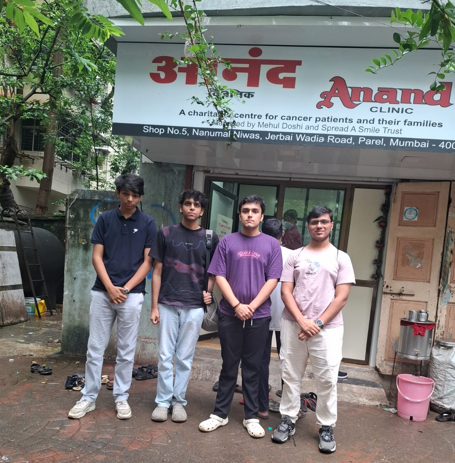 आनंद
Anand
CLINIC
A charitable centre for cancer patients and their families
by Mehul Doshi and Spread A Smile Trust
Shop No.5, Nanumal Niwas, Jerbai Wadia Road, Parel, Mumbai - 400